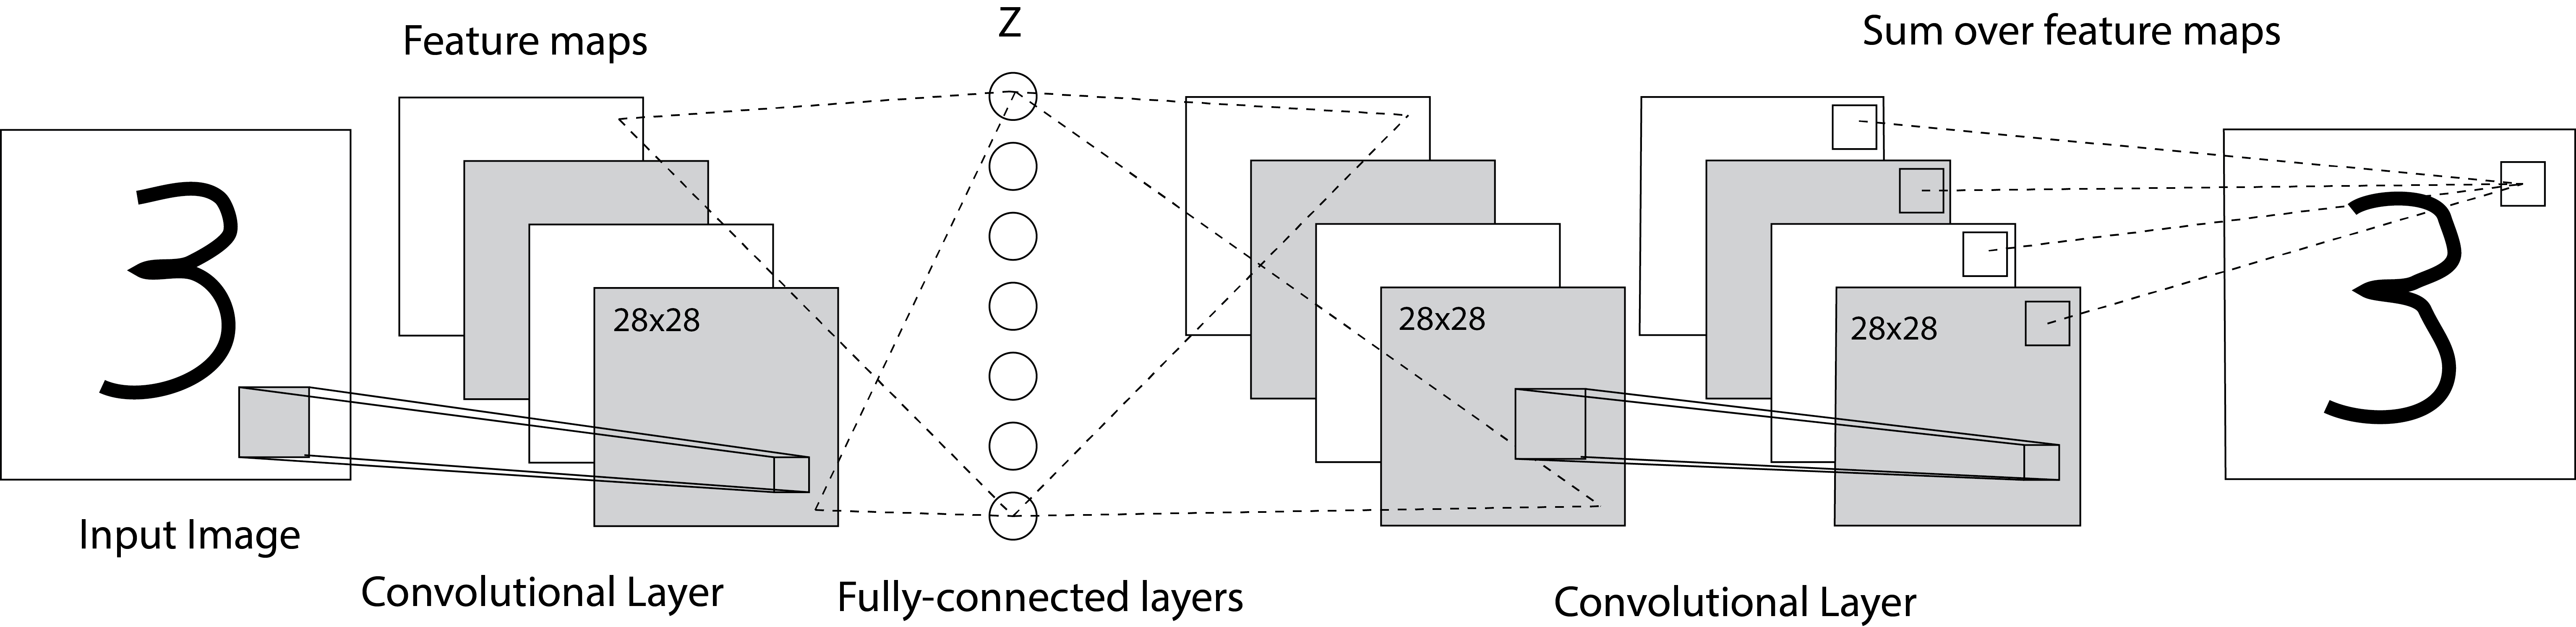 Feature maps
Z
Sum over feature maps
28x28
28x28
28x28
3
3
Input Image
Convolutional Layer
Fully-connected layers
Convolutional Layer